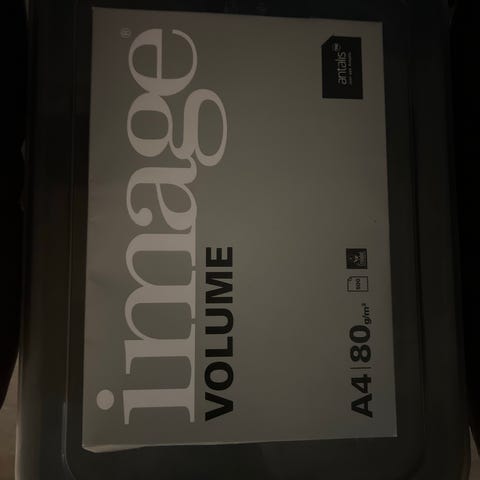 image®
VOLUME
antalis
500
A4 | 80 g/m²